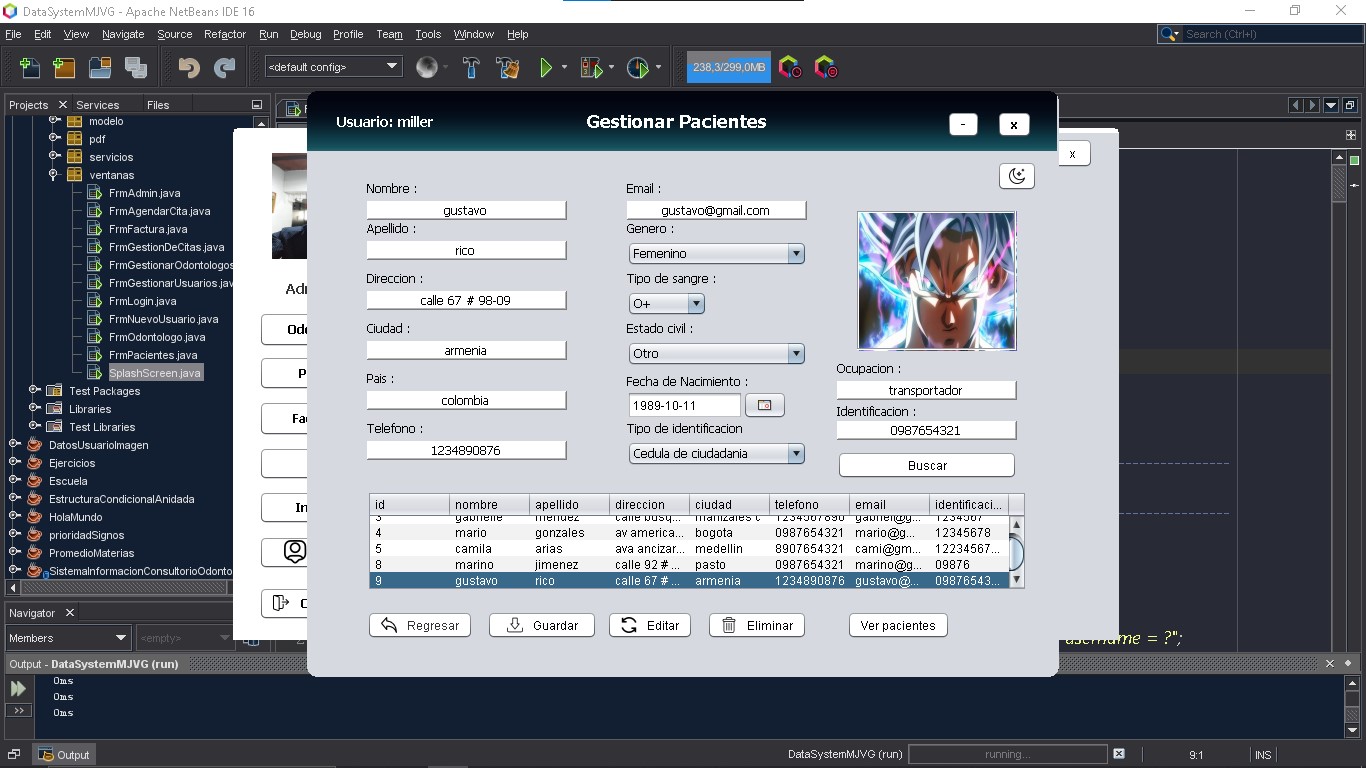 DataSystemMJVG - Apache NetBeans IDE 16
File Edit View Navigate Source Refactor Run Debug Profile Team Tools Window Help
Search (Ctrl+I)
<default config>
238,3/299,0MB
Projects Services Files
modelo
pdf
servicios
ventanas
FrmAdmin.java
FrmAgendarCita.java
FrmFactura.java
FrmGestionDeCitas.java
FrmGestionarOdontologos
FrmGestionarUsuarios.jav
FrmLogin.java
FrmNuevoUsuario.java
FrmOdontologo.java
FrmPacientes.java
SplashScreen.java
Test Packages
Libraries
Test Libraries
DatosUsuarioImagen
Ejercicios
Escuela
EstructuraCondicionalAnidada
HolaMundo
prioridadSignos
PromedioMaterias
SistemaInformacionConsultorioOdonto
Navigator
Members <empty>
x
Usuario: miller
Gestionar Pacientes
- x
Nombre :
gustavo
Apellido :
rico
Direccion :
calle 67 # 98-09
Ciudad :
armenia
Pais :
colombia
Telefono :
1234890876
Email :
gustavo@gmail.com
Genero :
Femenino
Tipo de sangre :
O+
Estado civil :
Otro
Fecha de Nacimiento :
1989-10-11
Tipo de identificacion
Cedula de ciudadania
Ocupacion :
transportador
Identificacion :
0987654321
Buscar
id nombre apellido direccion ciudad telefono email identificaci...
3 gabrielle mendez calle busq... manizales c 1234567890 gabriel@g... 1234567
4 mario gonzales av america... bogota 0987654321 mario@g... 12345678
5 camila arias ava ancizar... medellin 8907654321 cami@gm... 12234567...
8 marino jimenez calle 92 # ... pasto 0987654321 marino@g... 09876
9 gustavo rico calle 67 # ... armenia 1234890876 gustavo@... 09876543...
Regresar Guardar Editar Eliminar Ver pacientes
username = ?";
Output - DataSystemMJVG (run)
0ms
0ms
0ms
Output
DataSystemMJVG (run) running... 9:1 INS